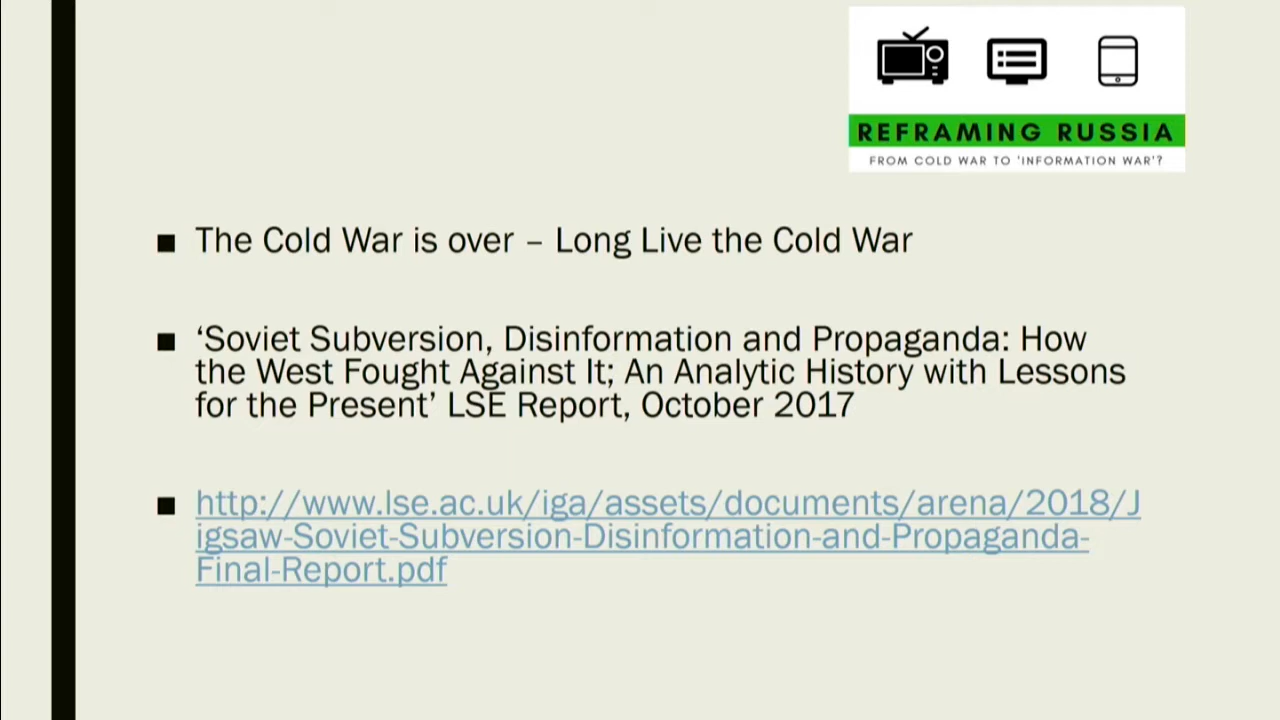 REFRAMING RUSSIA
FROM COLD WAR TO 'INFORMATION WAR'?
■ The Cold War is over – Long Live the Cold War
■ ‘Soviet Subversion, Disinformation and Propaganda: How
the West Fought Against It; An Analytic History with Lessons
for the Present’ LSE Report, October 2017
■ http://www.lse.ac.uk/iga/assets/documents/arena/2018/J
igsaw-Soviet-Subversion-Disinformation-and-Propaganda-
Final-Report.pdf